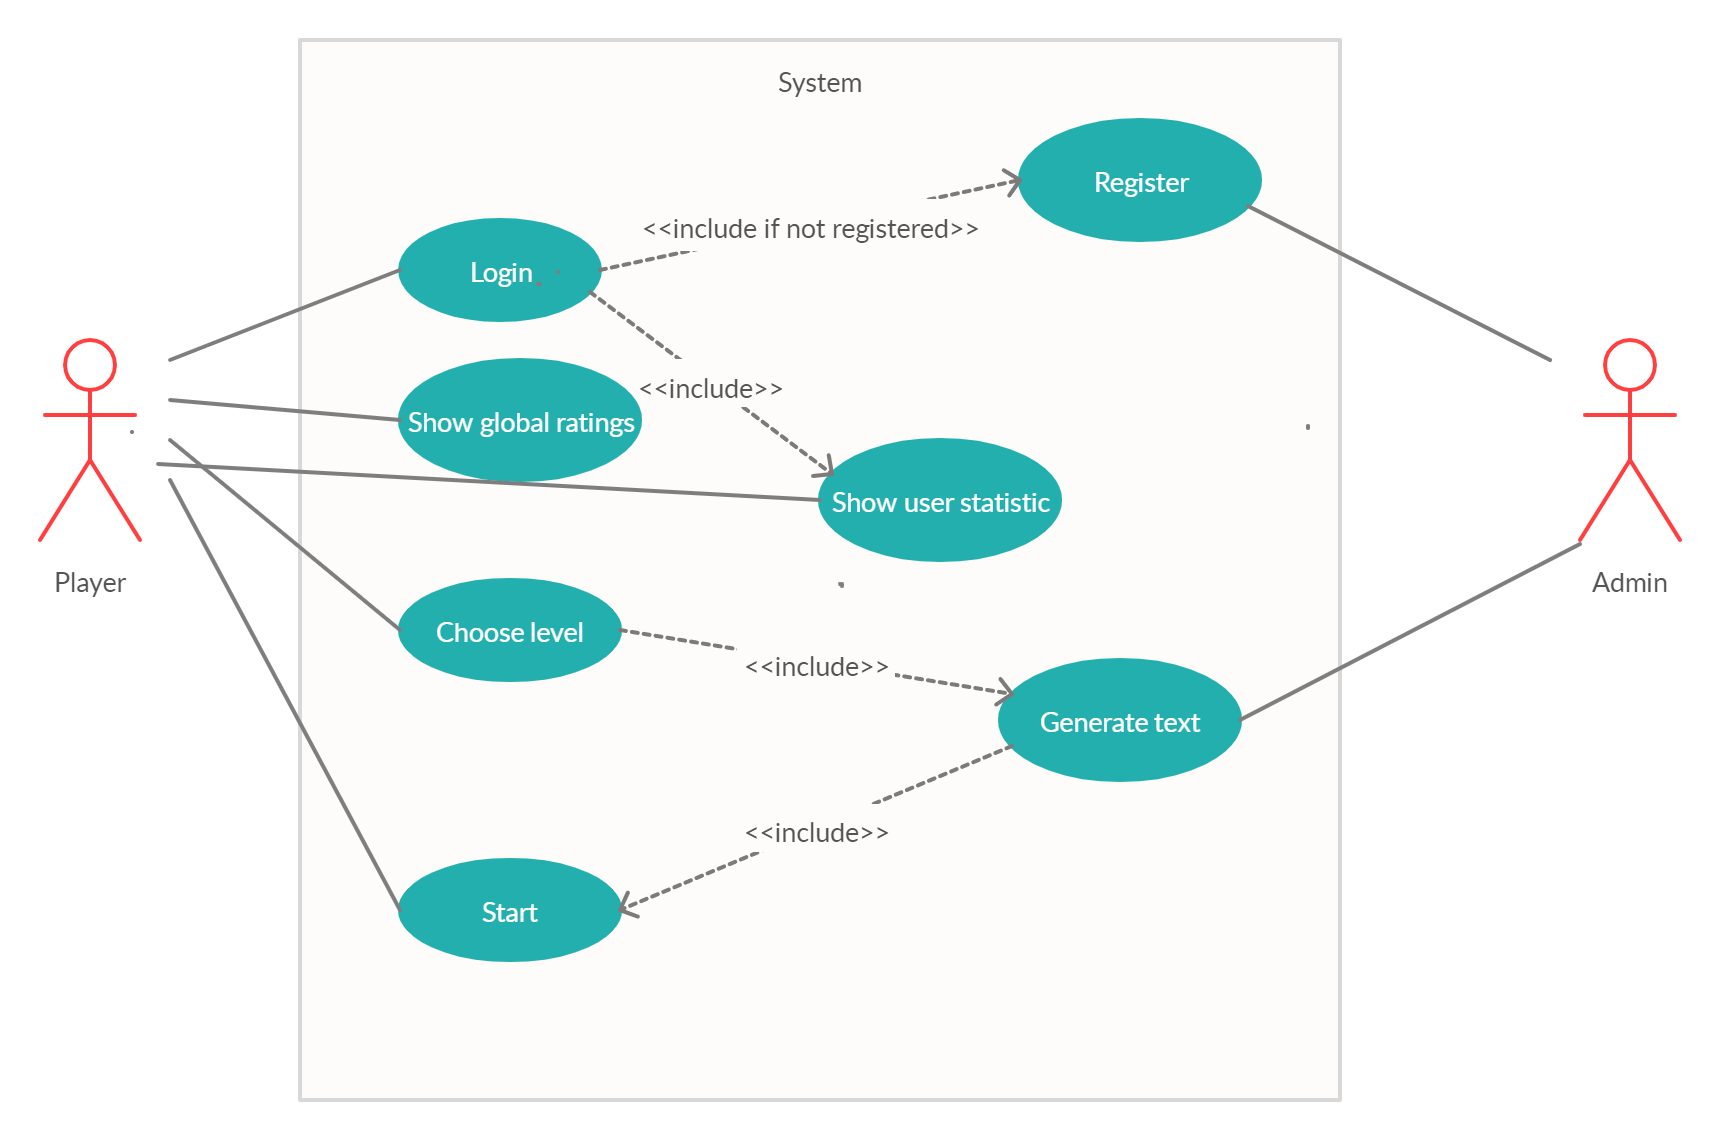 System
Register
<<include if not registered>>
Login
<<include>>
Show global ratings
Show user statistic
Player
Admin
Choose level
<<include>>
Generate text
<<include>>
Start